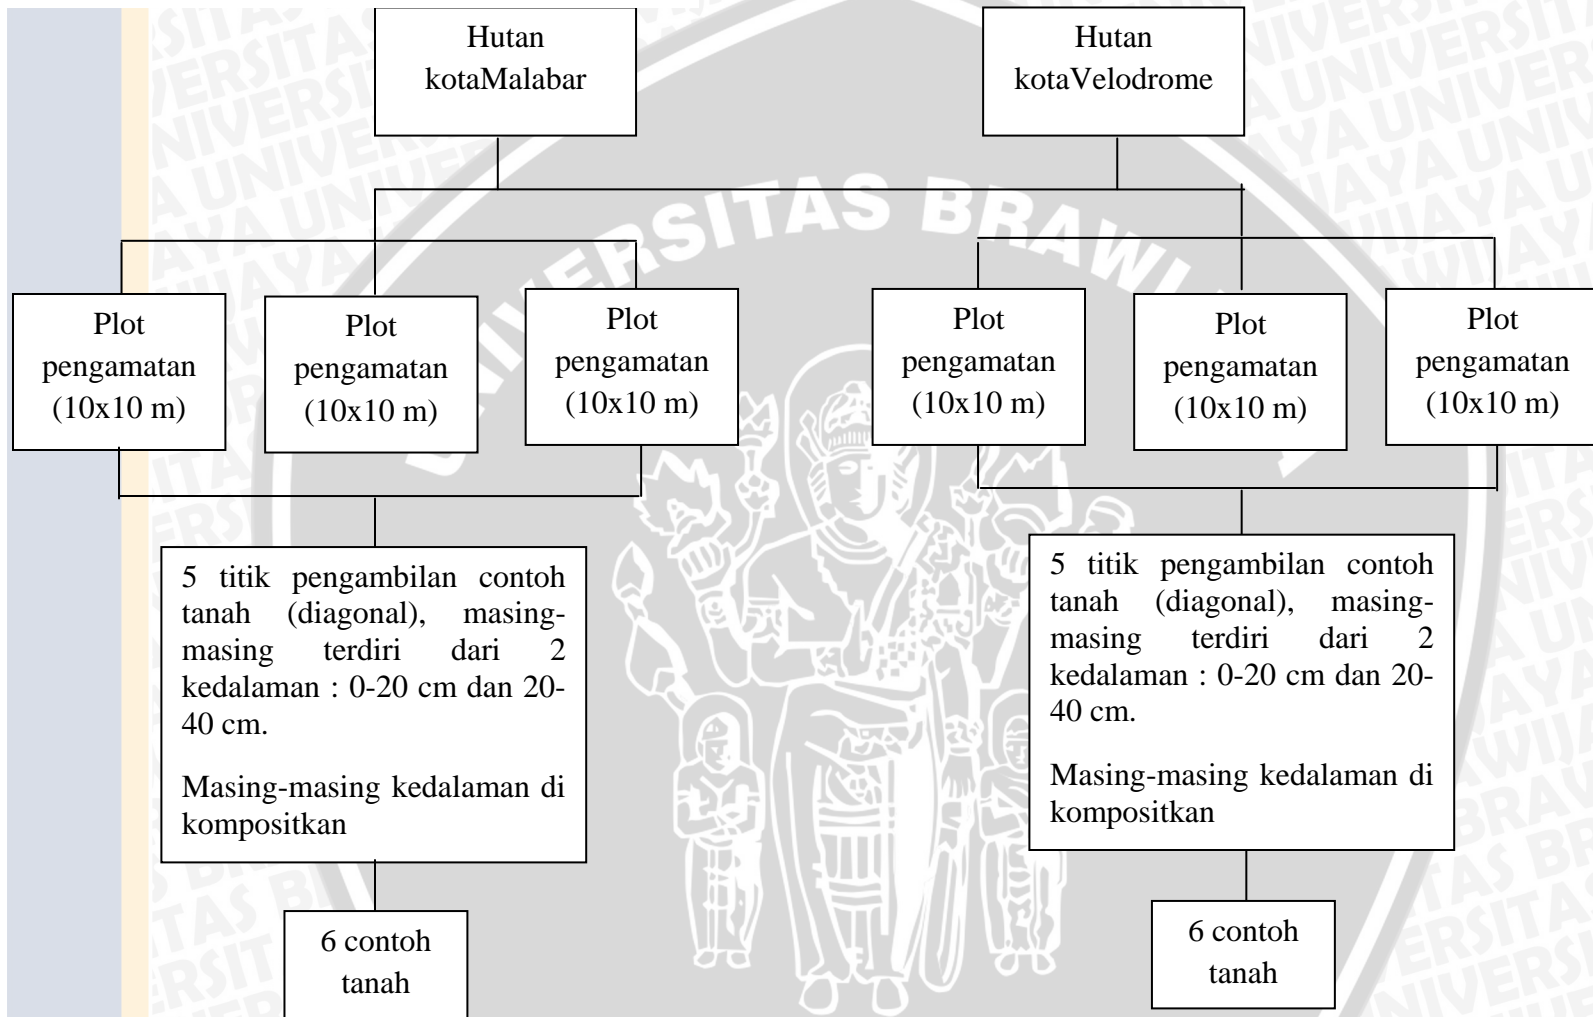 Hutan
kotaMalabar
Hutan
kotaVelodrome
Plot
pengamatan
(10x10 m)
Plot
pengamatan
(10x10 m)
Plot
pengamatan
(10x10 m)
Plot
pengamatan
(10x10 m)
Plot
pengamatan
(10x10 m)
Plot
pengamatan
(10x10 m)
5 titik pengambilan contoh
tanah (diagonal), masing-
masing terdiri dari 2
kedalaman : 0-20 cm dan 20-
40 cm.
Masing-masing kedalaman di
kompositkan
5 titik pengambilan contoh
tanah (diagonal), masing-
masing terdiri dari 2
kedalaman : 0-20 cm dan 20-
40 cm.
Masing-masing kedalaman di
kompositkan
6 contoh
tanah
6 contoh
tanah